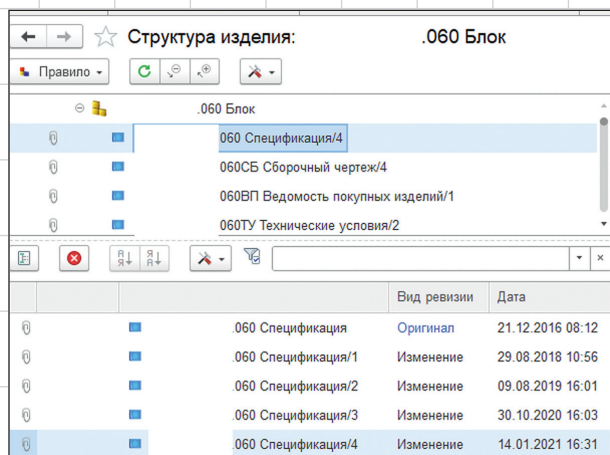 Структура изделия: .060 Блок
Правило
.060 Блок
060 Спецификация/4
060СБ Сборочный чертеж/4
060ВП Ведомость покупных изделий/1
060ТУ Технические условия/2
Вид ревизии Дата
.060 Спецификация Оригинал 21.12.2016 08:12
.060 Спецификация/1 Изменение 29.08.2018 10:56
.060 Спецификация/2 Изменение 09.08.2019 16:01
.060 Спецификация/3 Изменение 30.10.2020 16:03
.060 Спецификация/4 Изменение 14.01.2021 16:31